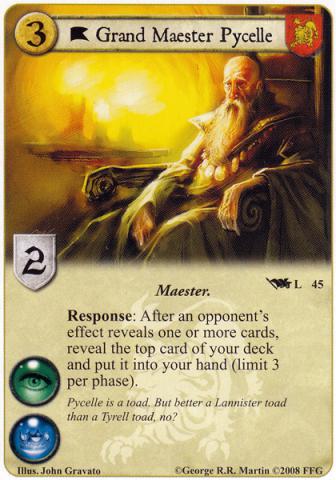 3
Grand Maester Pycelle
2
Maester.
L 45
Response: After an opponent's
effect reveals one or more cards,
reveal the top card of your deck
and put it into your hand (limit 3
per phase).
Pycelle is a toad. But better a Lannister toad
than a Tyrell toad, no?
Illus. John Gravato
©George R.R. Martin ©2008 FFG